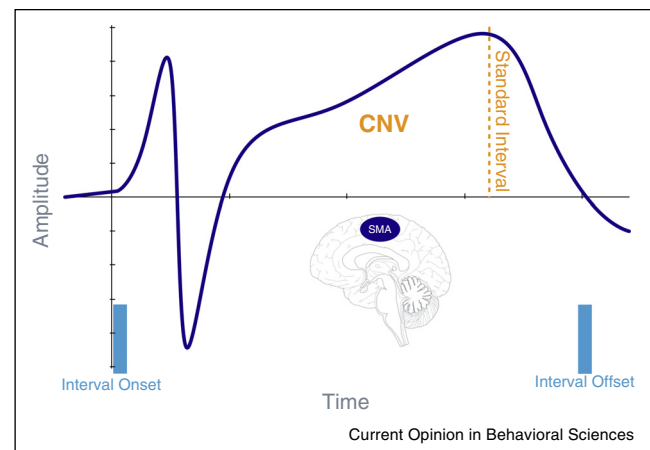 Amplitude
CNV
Standard Interval
SMA
Interval Onset
Interval Offset
Time
Current Opinion in Behavioral Sciences